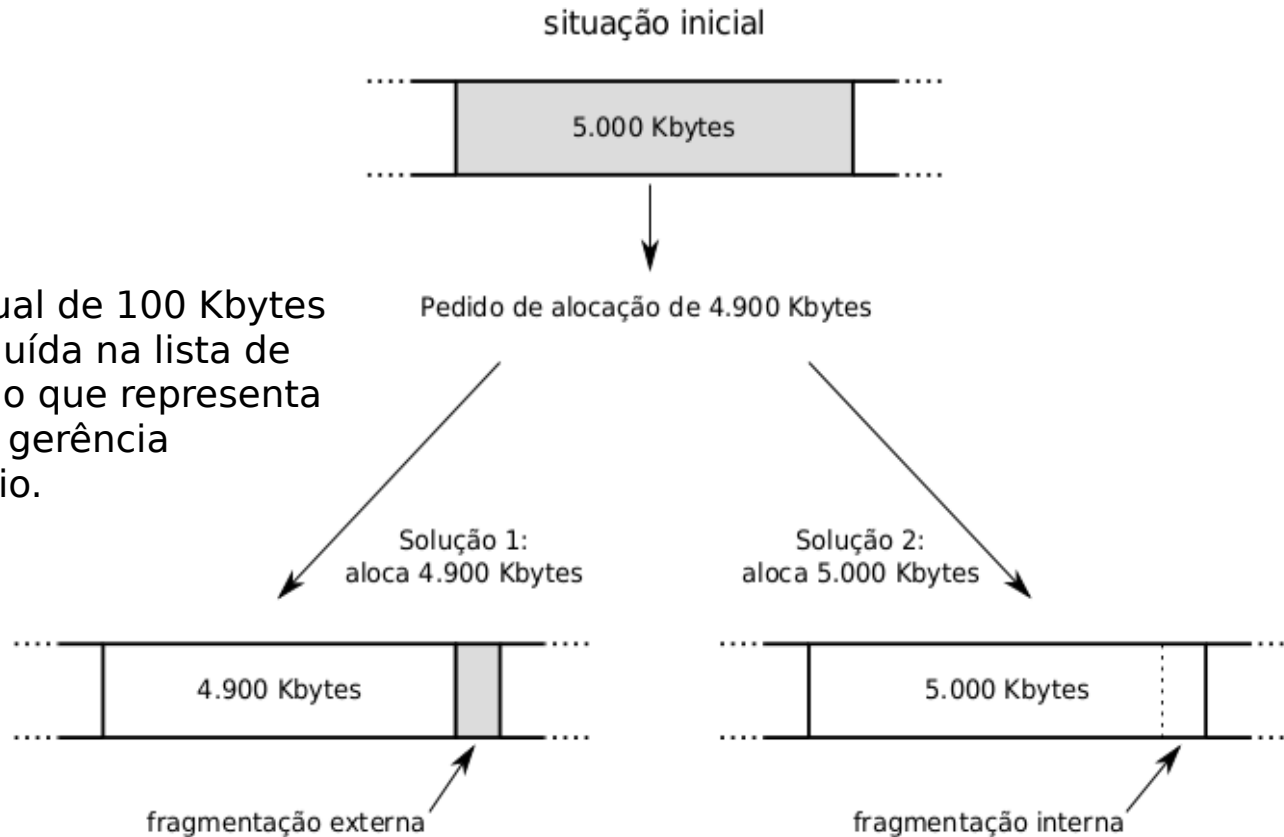 situação inicial
5.000 Kbytes
ual de 100 Kbytes
uída na lista de
o que representa
gerência
io.
Pedido de alocação de 4.900 Kbytes
Solução 1:
aloca 4.900 Kbytes
Solução 2:
aloca 5.000 Kbytes
4.900 Kbytes
5.000 Kbytes
fragmentação externa
fragmentação interna